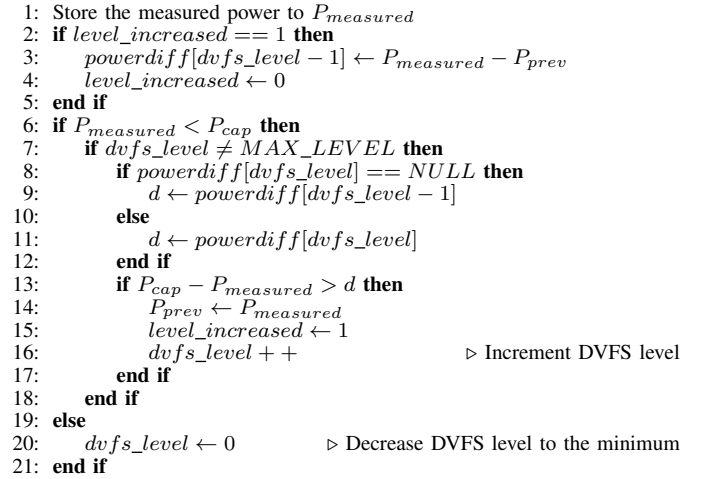 1: Store the measured power to P_measured
2: if level_increased == 1 then
3: powerdiff[dvfs_level − 1] ← P_measured − P_prev
4: level_increased ← 0
5: end if
6: if P_measured < P_cap then
7: if dvfs_level ≠ MAX_LEVEL then
8: if powerdiff[dvfs_level] == NULL then
9: d ← powerdiff[dvfs_level − 1]
10: else
11: d ← powerdiff[dvfs_level]
12: end if
13: if P_cap − P_measured > d then
14: P_prev ← P_measured
15: level_increased ← 1
16: dvfs_level + + ▷ Increment DVFS level
17: end if
18: end if
19: else
20: dvfs_level ← 0 ▷ Decrease DVFS level to the minimum
21: end if